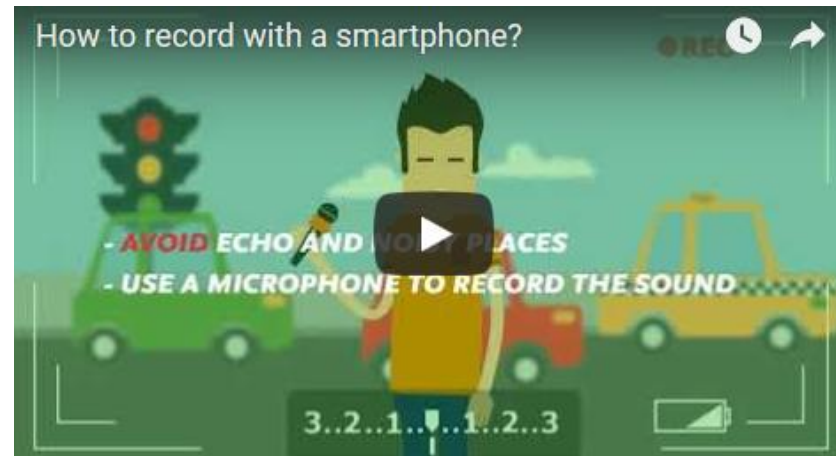 How to record with a smartphone?
REC
- AVOID ECHO AND NOISY PLACES
- USE A MICROPHONE TO RECORD THE SOUND
3..2..1....1..2..3